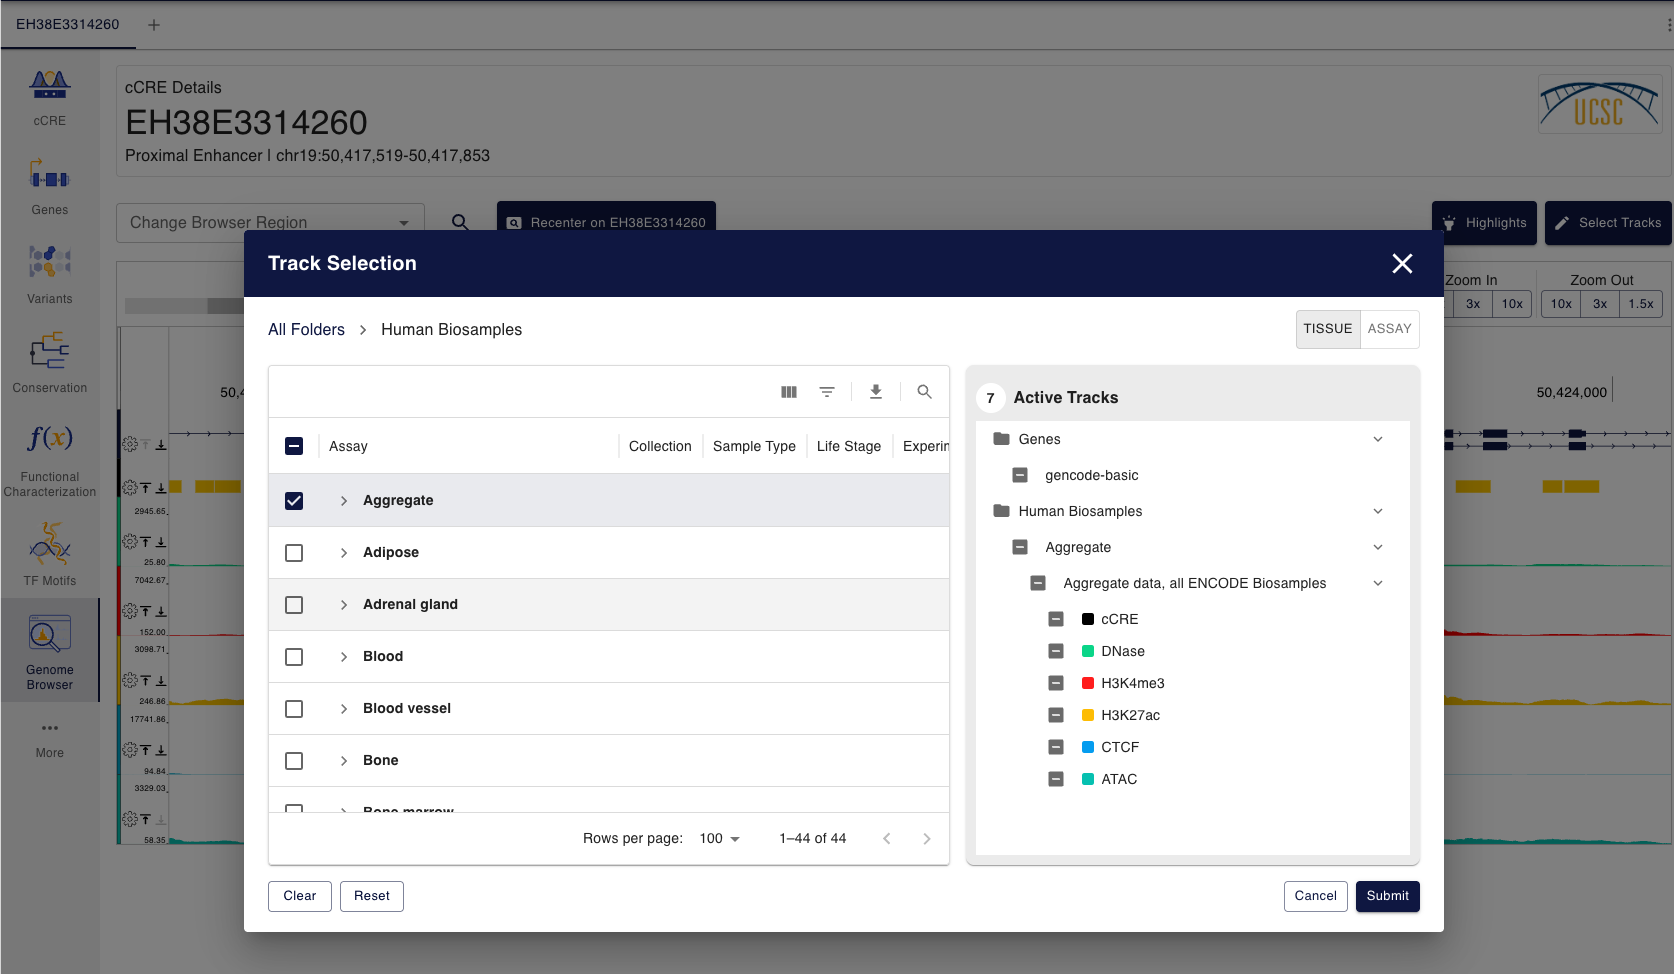 EH38E3314260
cCRE
Genes
Variants
Conservation
f(x)
Functional
Characterization
TF Motifs
Genome
Browser
More
cCRE Details
EH38E3314260
Proximal Enhancer | chr19:50,417,519-50,417,853
UCSC
Change Browser Region
Recenter on EH38E3314260
Highlights
Select Tracks
Zoom In
3x
10x
Zoom Out
10x
3x
1.5x
50,424,000
2945.65
25.80
7042.67
152.00
3098.71
246.86
17741.86
94.84
3329.03
58.35
Track Selection
All Folders > Human Biosamples
TISSUE
ASSAY
Assay
Collection
Sample Type
Life Stage
Aggregate
Adipose
Adrenal gland
Blood
Blood vessel
Bone
Bone marrow
Rows per page: 100
1–44 of 44
7 Active Tracks
Genes
gencode-basic
Human Biosamples
Aggregate
Aggregate data, all ENCODE Biosamples
cCRE
DNase
H3K4me3
H3K27ac
CTCF
ATAC
Clear
Reset
Cancel
Submit